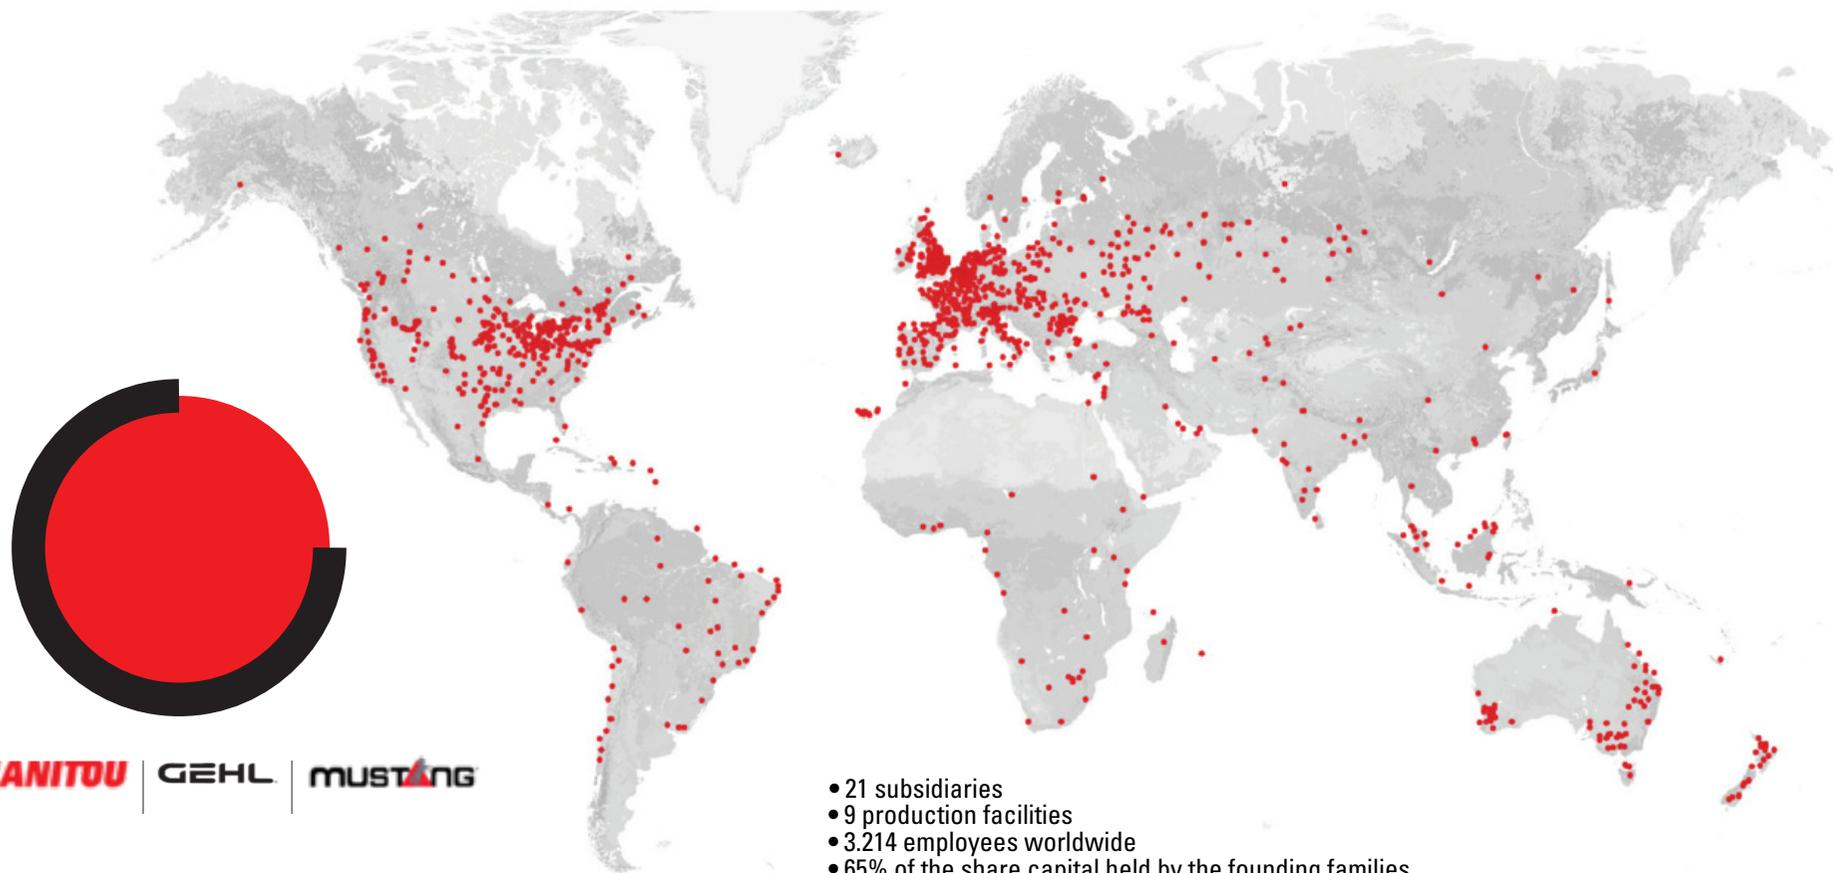 ANITOU
GEHL
MUSTANG
• 21 subsidiaries
• 9 production facilities
• 3.214 employees worldwide
• 65% of the share capital held by the founding families